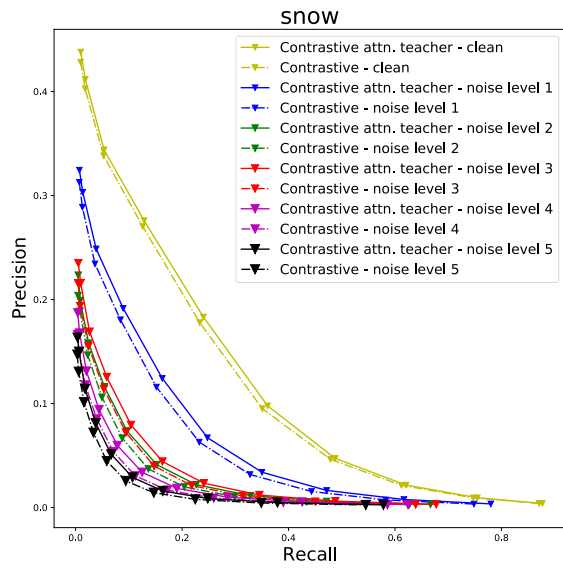 snow
Contrastive attn. teacher - clean
Contrastive - clean
Contrastive attn. teacher - noise level 1
Contrastive - noise level 1
Contrastive attn. teacher - noise level 2
Contrastive - noise level 2
Contrastive attn. teacher - noise level 3
Contrastive - noise level 3
Contrastive attn. teacher - noise level 4
Contrastive - noise level 4
Contrastive attn. teacher - noise level 5
Contrastive - noise level 5
Precision
0.4
0.3
0.2
0.1
0.0
0.0 0.2 0.4 0.6 0.8
Recall